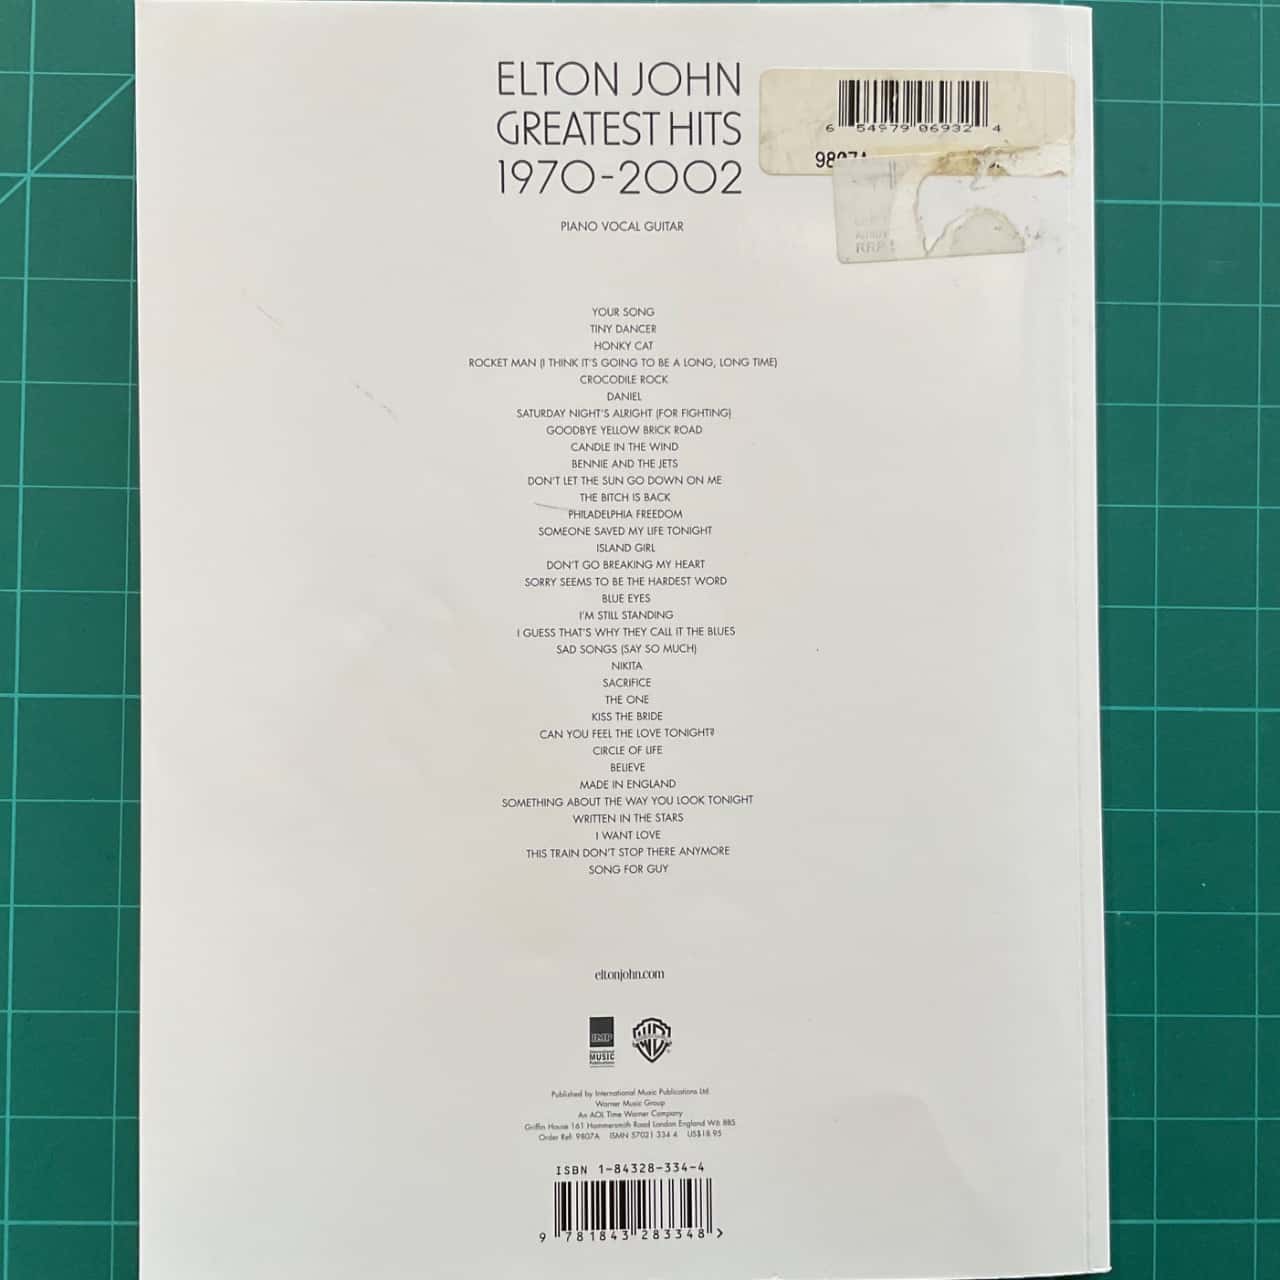 ELTON JOHN
GREATEST HITS
1970-2002
PIANO VOCAL GUITAR
6 54979 06932 4
9807A
RRP
YOUR SONG
TINY DANCER
HONKY CAT
ROCKET MAN (I THINK IT'S GOING TO BE A LONG, LONG TIME)
CROCODILE ROCK
DANIEL
SATURDAY NIGHT'S ALRIGHT (FOR FIGHTING)
GOODBYE YELLOW BRICK ROAD
CANDLE IN THE WIND
BENNIE AND THE JETS
DON'T LET THE SUN GO DOWN ON ME
THE BITCH IS BACK
PHILADELPHIA FREEDOM
SOMEONE SAVED MY LIFE TONIGHT
ISLAND GIRL
DON'T GO BREAKING MY HEART
SORRY SEEMS TO BE THE HARDEST WORD
BLUE EYES
I'M STILL STANDING
I GUESS THAT'S WHY THEY CALL IT THE BLUES
SAD SONGS (SAY SO MUCH)
NIKITA
SACRIFICE
THE ONE
KISS THE BRIDE
CAN YOU FEEL THE LOVE TONIGHT?
CIRCLE OF LIFE
BELIEVE
MADE IN ENGLAND
SOMETHING ABOUT THE WAY YOU LOOK TONIGHT
WRITTEN IN THE STARS
I WANT LOVE
THIS TRAIN DON'T STOP THERE ANYMORE
SONG FOR GUY
eltonjohn.com
IMP
International
MUSIC
Publications
WB
Published by International Music Publications Ltd
Warner Music Group
An AOL Time Warner Company
Griffin House 161 Hammersmith Road London England W6 8BS
Order Ref: 9807A ISMN 57021 334 4 US$18.95
ISBN 1-84328-334-4
9 781843 283348 >